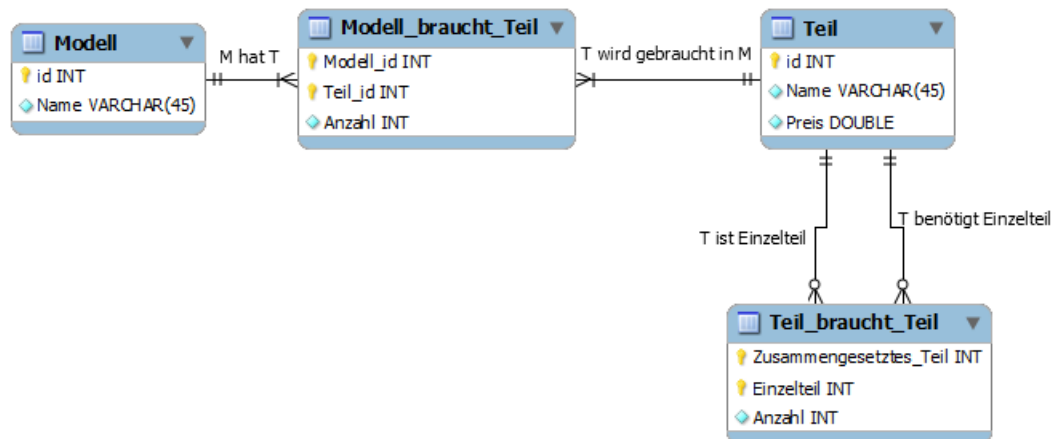 Modell
id INT
Name VARCHAR(45)
M hat T
Modell_braucht_Teil
Modell_id INT
Teil_id INT
Anzahl INT
T wird gebraucht in M
Teil
id INT
Name VARCHAR(45)
Preis DOUBLE
T ist Einzelteil
T benötigt Einzelteil
Teil_braucht_Teil
Zusammengesetztes_Teil INT
Einzelteil INT
Anzahl INT